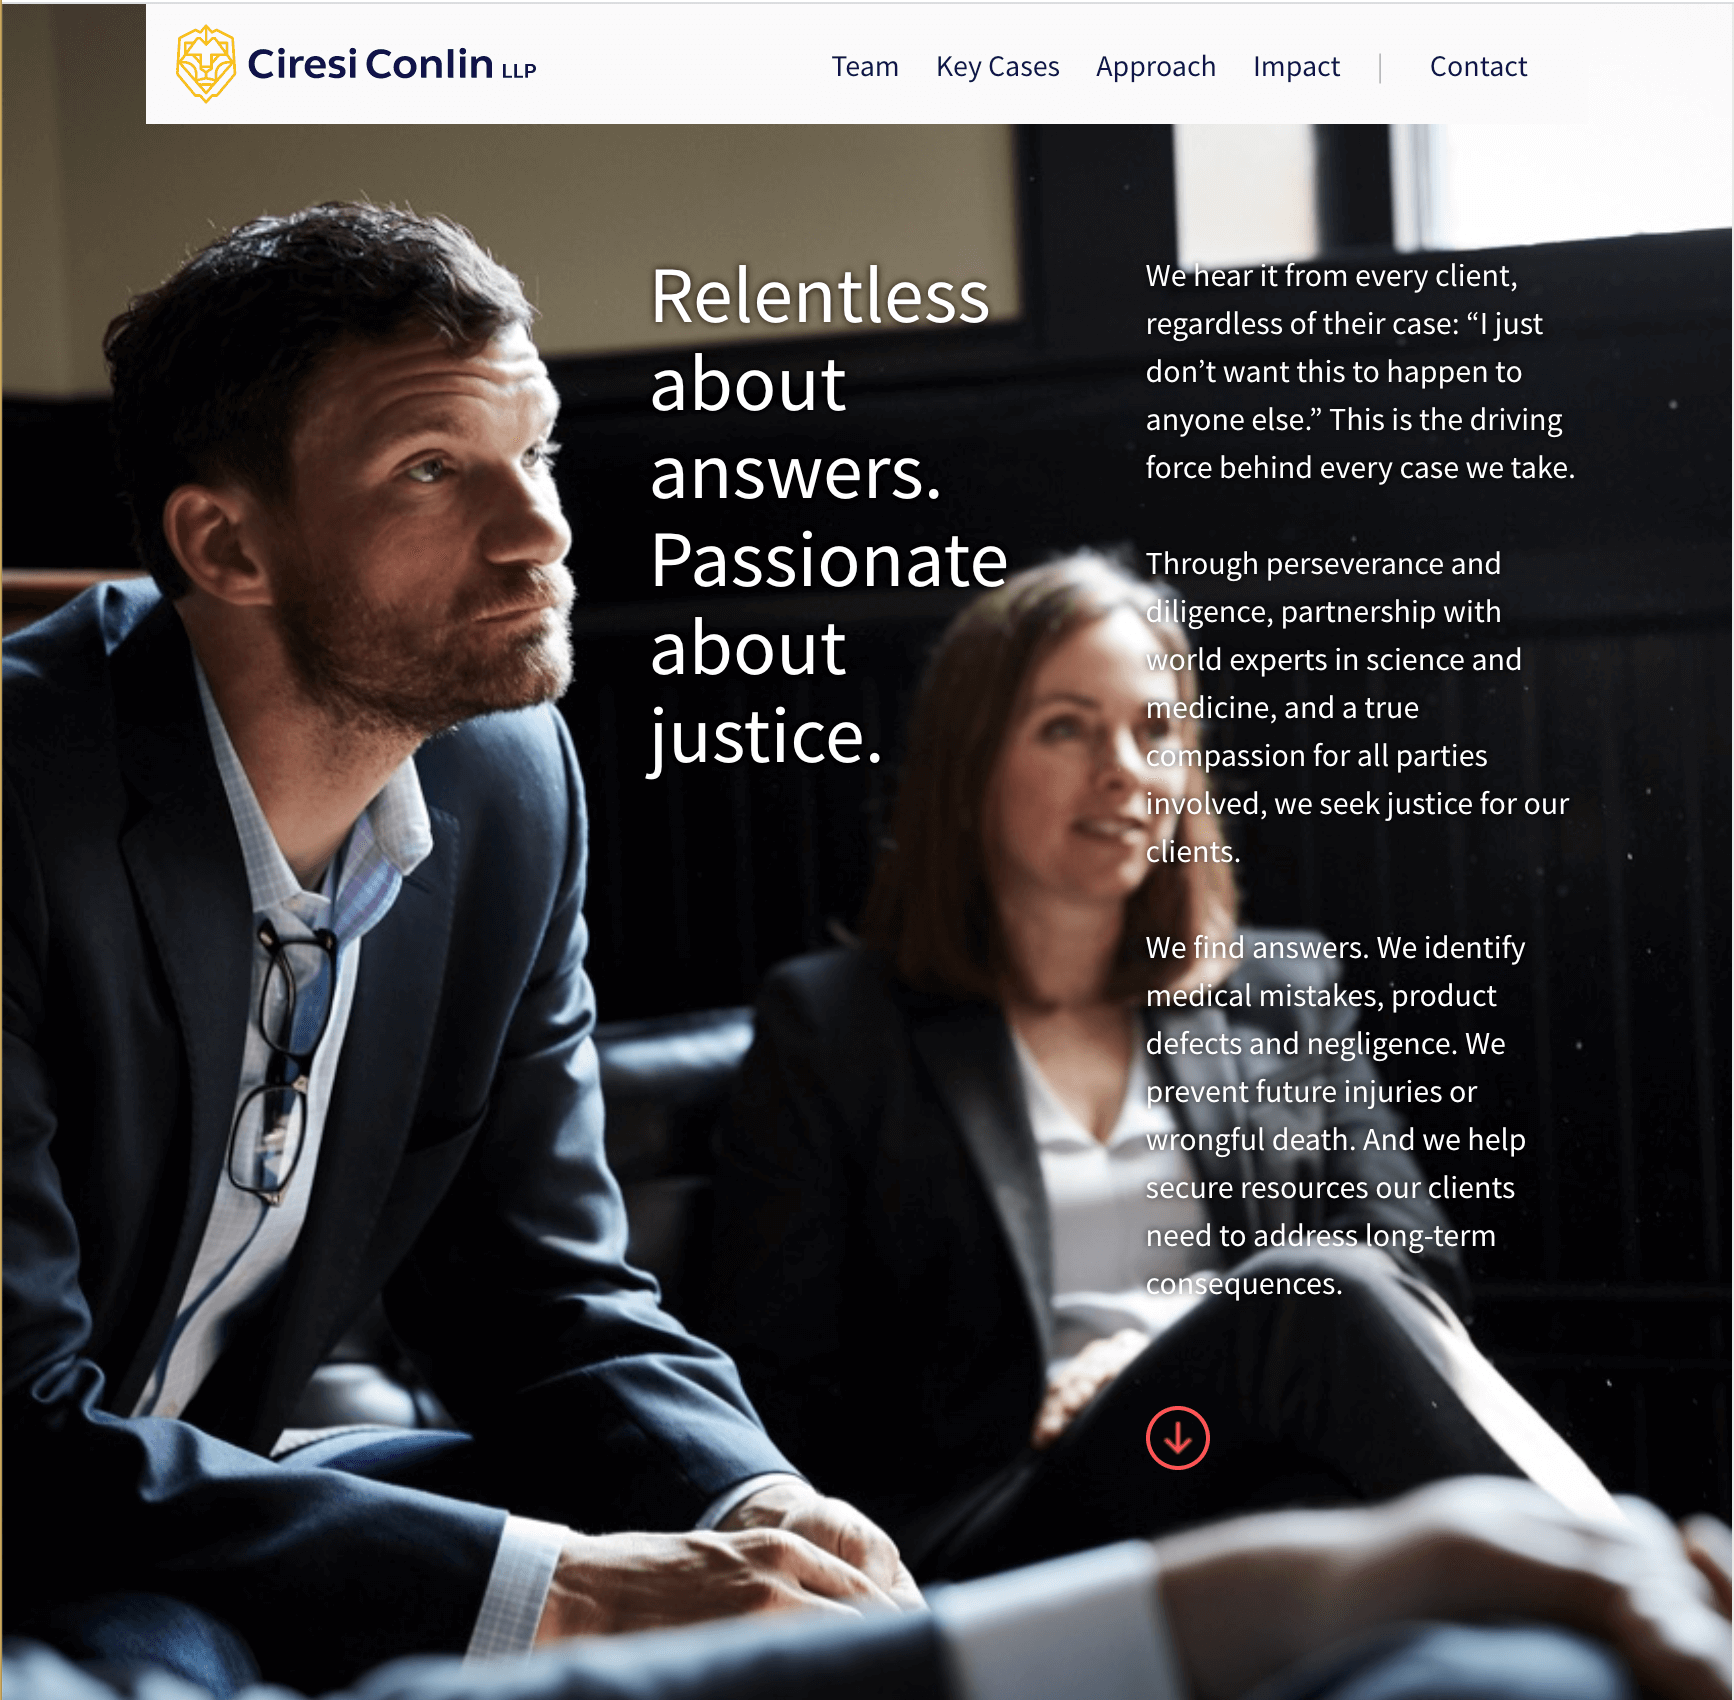 Ciresi Conlin LLP
Team Key Cases Approach Impact Contact
Relentless
about
answers.
Passionate
about
justice.
We hear it from every client,
regardless of their case: “I just
don’t want this to happen to
anyone else.” This is the driving
force behind every case we take.
Through perseverance and
diligence, partnership with
world experts in science and
medicine, and a true
compassion for all parties
involved, we seek justice for our
clients.
We find answers. We identify
medical mistakes, product
defects and negligence. We
prevent future injuries or
wrongful death. And we help
secure resources our clients
need to address long-term
consequences.